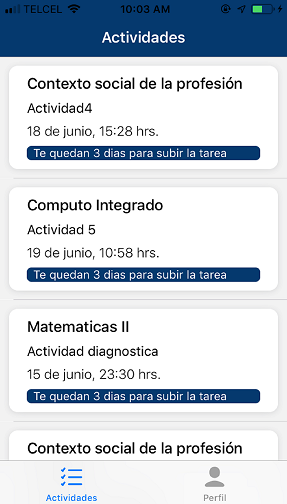 TELCEL 10:03 AM
Actividades
Contexto social de la profesión
Actividad4
18 de junio, 15:28 hrs.
Te quedan 3 dias para subir la tarea
Computo Integrado
Actividad 5
19 de junio, 10:58 hrs.
Te quedan 3 dias para subir la tarea
Matematicas II
Actividad diagnostica
15 de junio, 23:30 hrs.
Te quedan 3 dias para subir la tarea
Contexto social de la profesión
Actividades Perfil